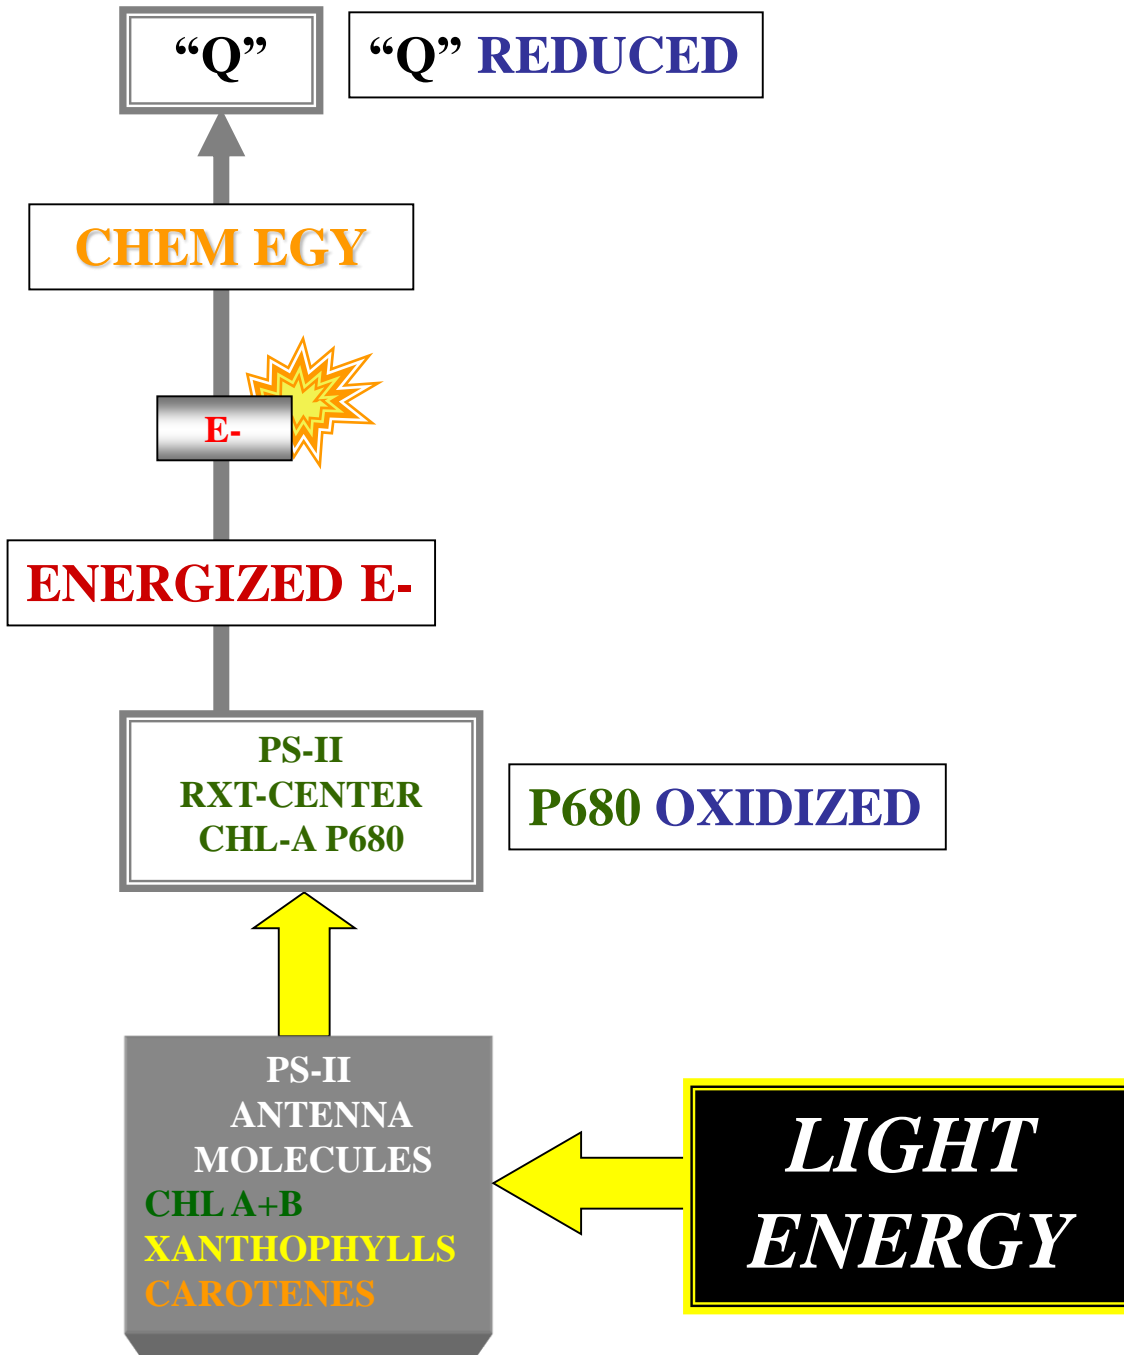 “Q”
“Q” REDUCED
CHEM EGY
E-
ENERGIZED E-
PS-II
RXT-CENTER
CHL-A P680
P680 OXIDIZED
PS-II
ANTENNA
MOLECULES
CHL A+B
XANTHOPHYLLS
CAROTENES
LIGHT
ENERGY